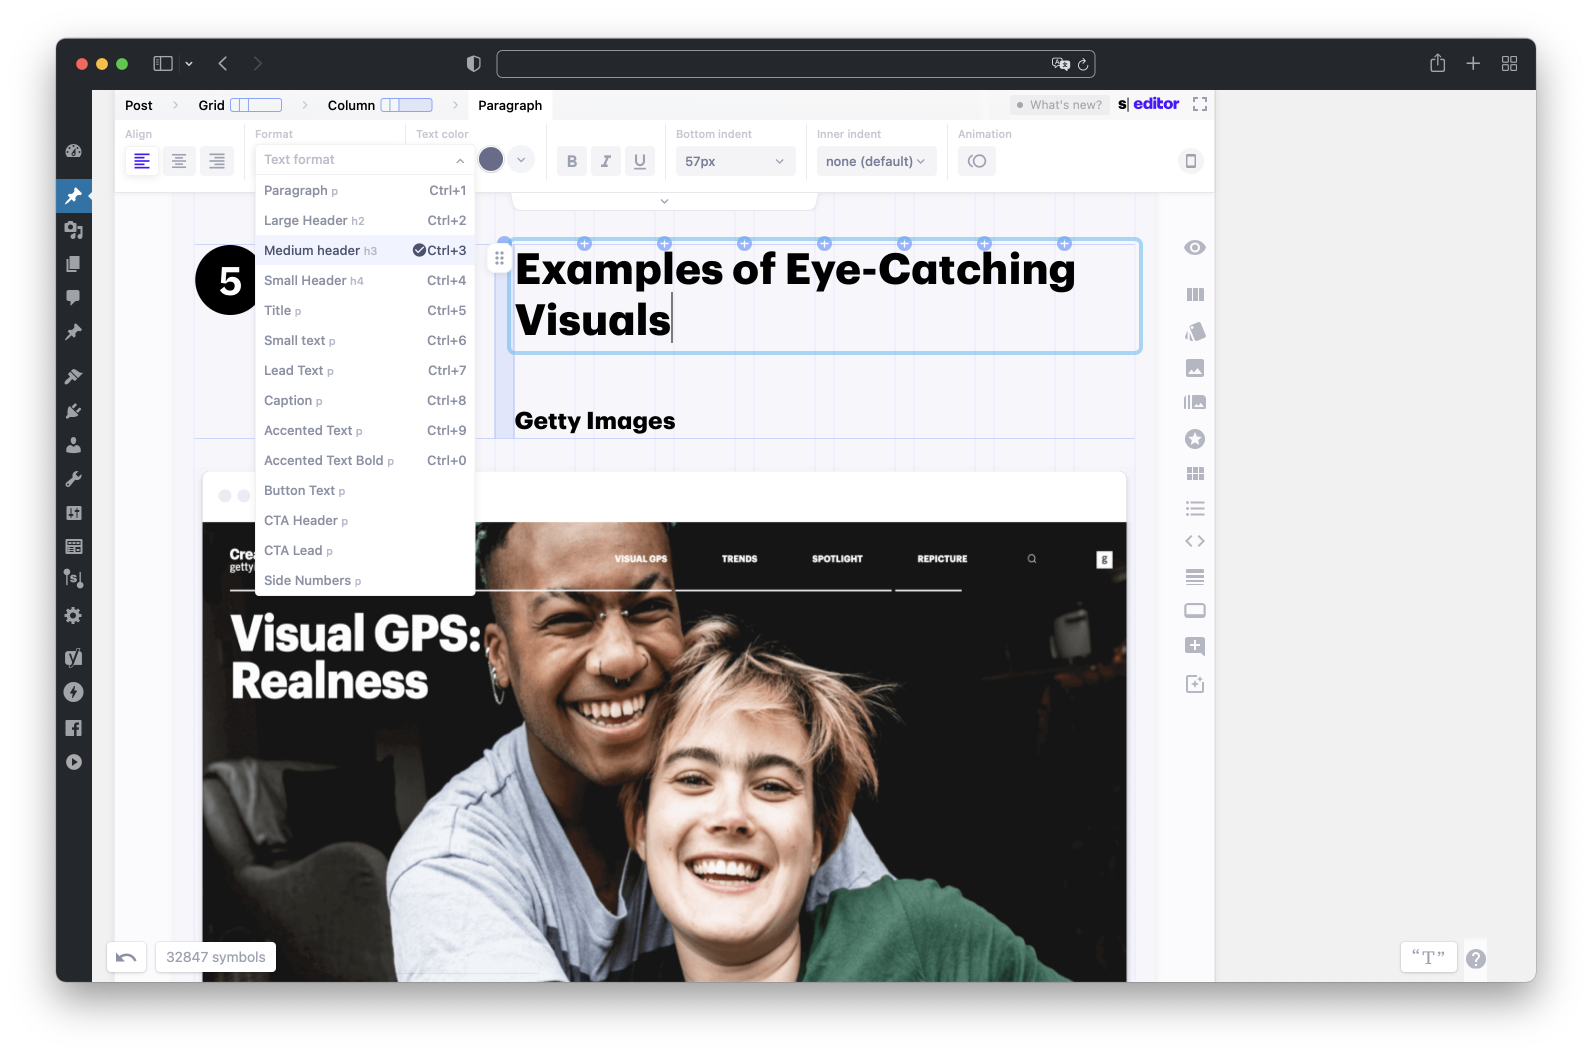 Post
Grid
Column
Paragraph
What's new?
s| editor
Align
Format
Text color
Bottom indent
Inner indent
Animation
Text format
B
I
U
57px
none (default)
Paragraph p Ctrl+1
Large Header h2 Ctrl+2
Medium header h3 Ctrl+3
Small Header h4 Ctrl+4
Title p Ctrl+5
Small text p Ctrl+6
Lead Text p Ctrl+7
Caption p Ctrl+8
Accented Text p Ctrl+9
Accented Text Bold p Ctrl+0
Button Text p
CTA Header p
CTA Lead p
Side Numbers p
5
Examples of Eye-Catching
Visuals
Getty Images
VISUAL GPS
TRENDS
SPOTLIGHT
REPICTURE
g
Visual GPS:
Realness
32847 symbols
“T”
?